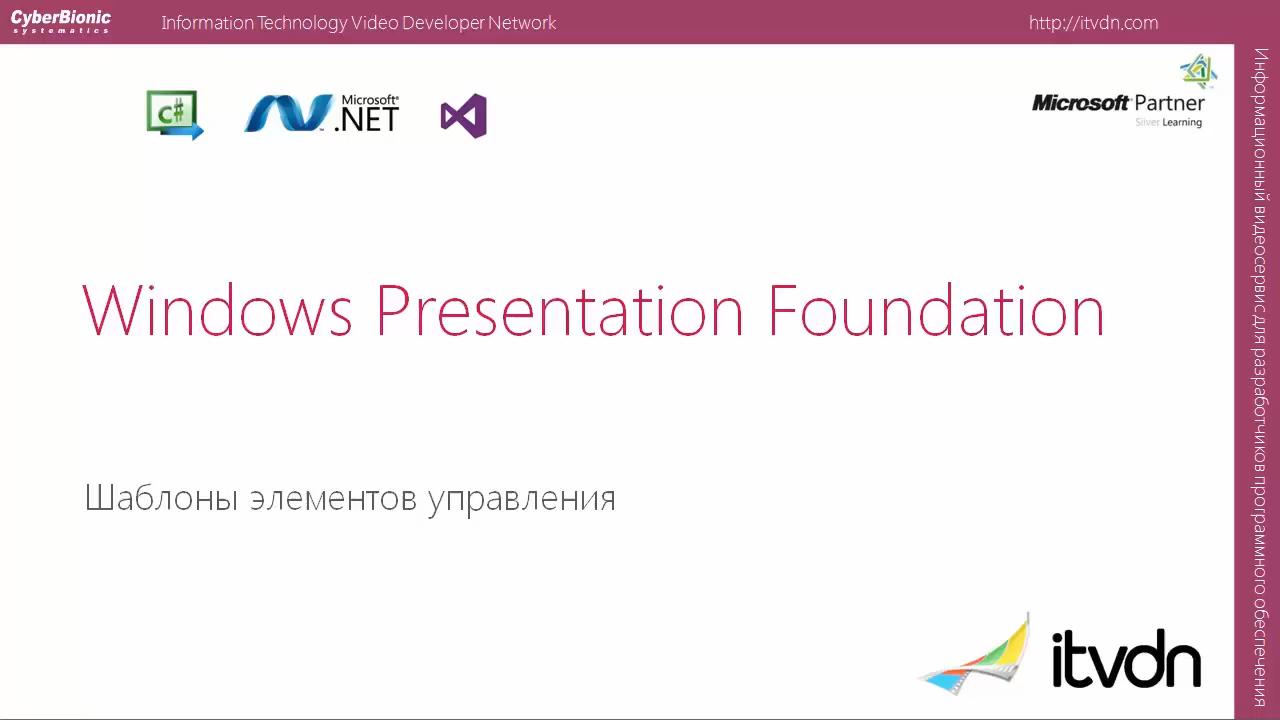 CyberBionic
systematics
Information Technology Video Developer Network
http://itvdn.com
C#
Microsoft®
.NET
Microsoft® Partner
Silver Learning
Windows Presentation Foundation
Шаблоны элементов управления
itvdn
Информационный видеосервис для разработчиков программного обеспечения